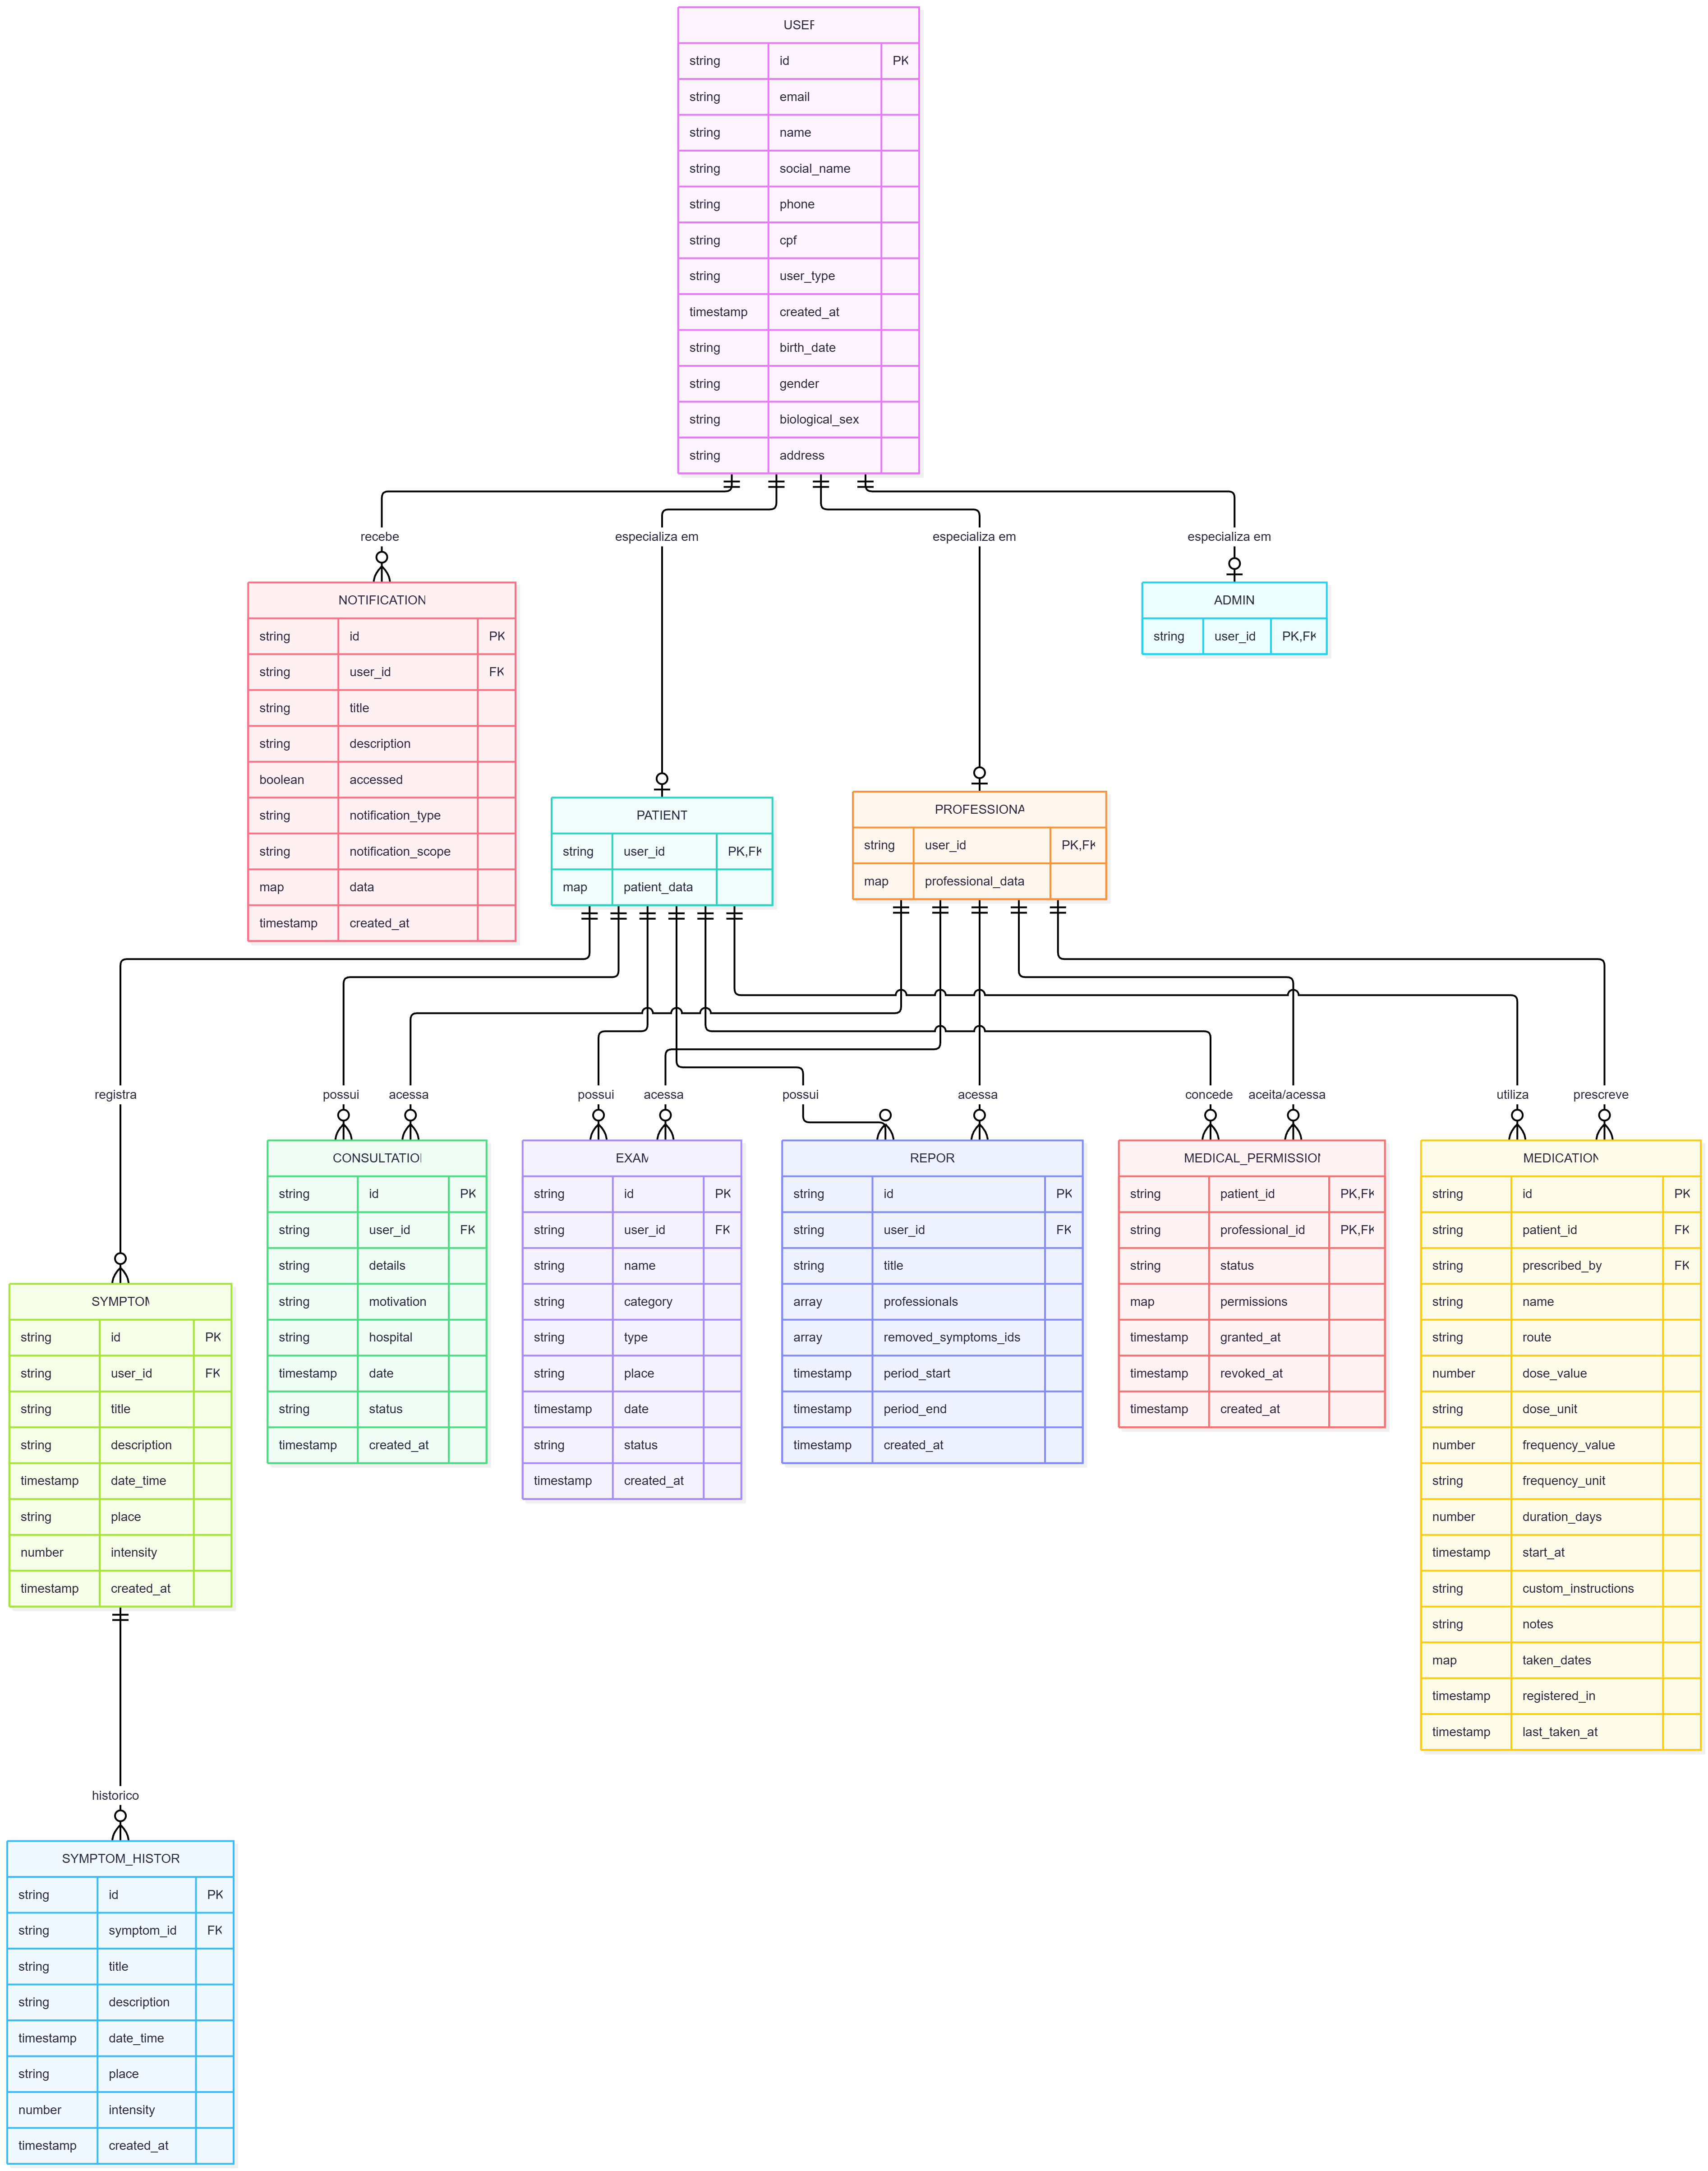 USER
string id PK
string email
string name
string social_name
string phone
string cpf
string user_type
timestamp created_at
string birth_date
string gender
string biological_sex
string address
recebe
especializa em
especializa em
especializa em
NOTIFICATION
string id PK
string user_id FK
string title
string description
boolean accessed
string notification_type
string notification_scope
map data
timestamp created_at
ADMIN
string user_id PK,FK
PATIENT
string user_id PK,FK
map patient_data
PROFESSIONA
string user_id PK,FK
map professional_data
registra
possui
acessa
possui
acessa
possui
acessa
concede
aceita/acessa
utiliza
prescreve
CONSULTATIO
string id PK
string user_id FK
string details
string motivation
string hospital
timestamp date
string status
timestamp created_at
EXAM
string id PK
string user_id FK
string name
string category
string type
string place
timestamp date
string status
timestamp created_at
REPOR
string id PK
string user_id FK
string title
array professionals
array removed_symptoms_ids
timestamp period_start
timestamp period_end
timestamp created_at
MEDICAL_PERMISSION
string patient_id PK,FK
string professional_id PK,FK
string status
map permissions
timestamp granted_at
timestamp revoked_at
timestamp created_at
MEDICATION
string id PK
string patient_id FK
string prescribed_by FK
string name
string route
number dose_value
string dose_unit
number frequency_value
string frequency_unit
number duration_days
timestamp start_at
string custom_instructions
string notes
map taken_dates
timestamp registered_in
timestamp last_taken_at
SYMPTOM
string id PK
string user_id FK
string title
string description
timestamp date_time
string place
number intensity
timestamp created_at
historico
SYMPTOM_HISTOR
string id PK
string symptom_id FK
string title
string description
timestamp date_time
string place
number intensity
timestamp created_at